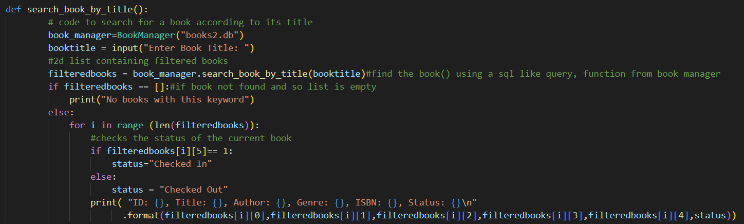 def search_book_by_title():
# code to search for a book according to its title
book_manager=BookManager("books2.db")
booktitle = input("Enter Book Title: ")
#2d list containing filtered books
filteredbooks = book_manager.search_book_by_title(booktitle)#find the book() using a sql like query, function from book manager
if filteredbooks == []:#if book not found and so list is empty
print("No books with this keyword")
else:
for i in range (len(filteredbooks)):
#checks the status of the current book
if filteredbooks[i][5]== 1:
status="Checked In"
else:
status = "Checked Out"
print( "ID: {}, Title: {}, Author: {}, Genre: {}, ISBN: {}, Status: {}\n"
.format(filteredbooks[i][0],filteredbooks[i][1],filteredbooks[i][2],filteredbooks[i][3],filteredbooks[i][4],status))